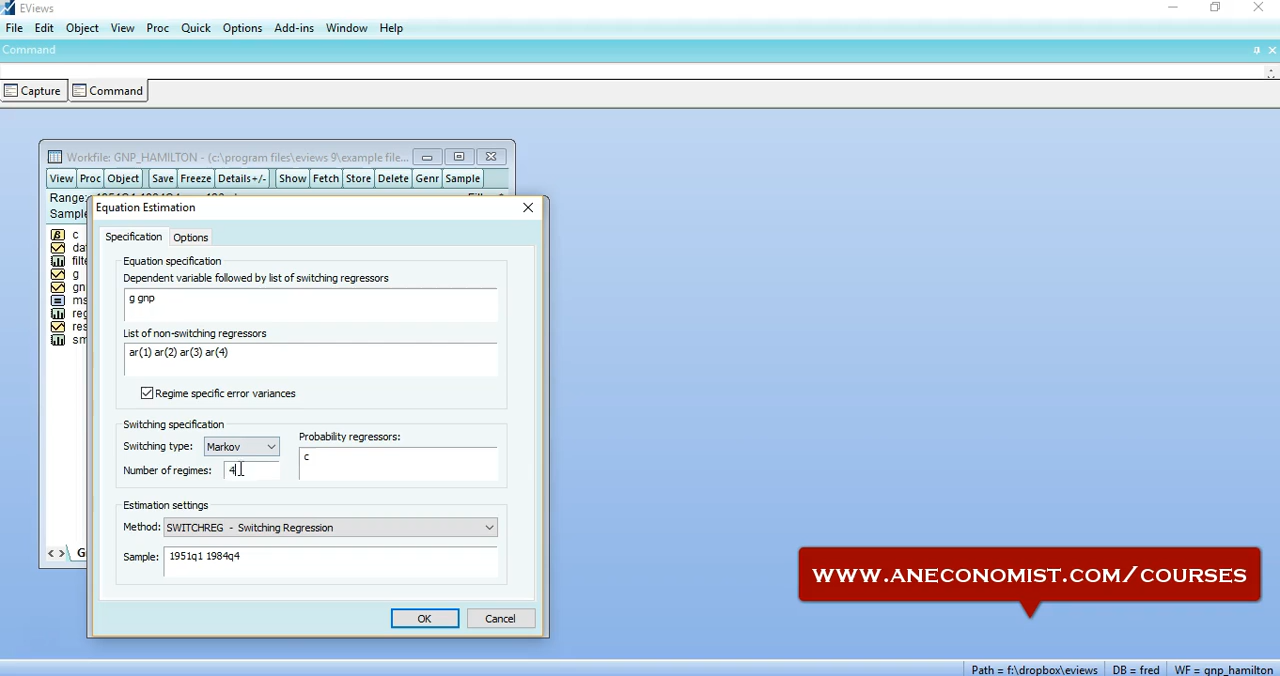 EViews
File Edit Object View Proc Quick Options Add-ins Window Help
Command
Capture Command
Workfile: GNP_HAMILTON - (c:\program files\eviews 9\example file...
View Proc Object Save Freeze Details+/- Show Fetch Store Delete Genr Sample
Range:
Sample
c
g
Equation Estimation
Specification Options
Equation specification
Dependent variable followed by list of switching regressors
g gnp
List of non-switching regressors
ar(1) ar(2) ar(3) ar(4)
Regime specific error variances
Switching specification
Switching type: Markov
Number of regimes: 4
Probability regressors:
c
Estimation settings
Method: SWITCHREG - Switching Regression
Sample: 1951q1 1984q4
OK Cancel
WWW.ANECONOMIST.COM/COURSES
Path = f:\dropbox\eviews DB = fred WF = gnp_hamilton